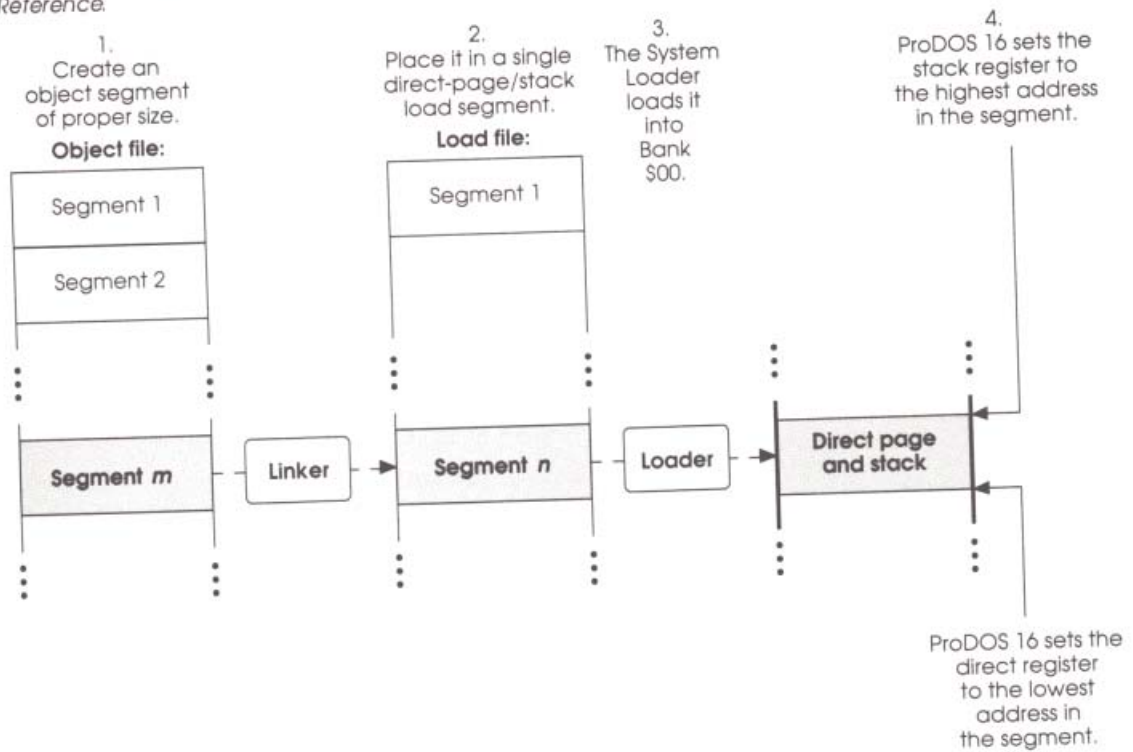 Reference.
1.
Create an
object segment
of proper size.
Object file:
Segment 1
Segment 2
Segment m
Linker
2.
Place it in a single
direct-page/stack
load segment.
Load file:
Segment 1
Segment n
3.
The System
Loader
loads it
into
Bank
$00.
Loader
4.
ProDOS 16 sets the
stack register to
the highest address
in the segment.
Direct page
and stack
ProDOS 16 sets the
direct register
to the lowest
address in
the segment.